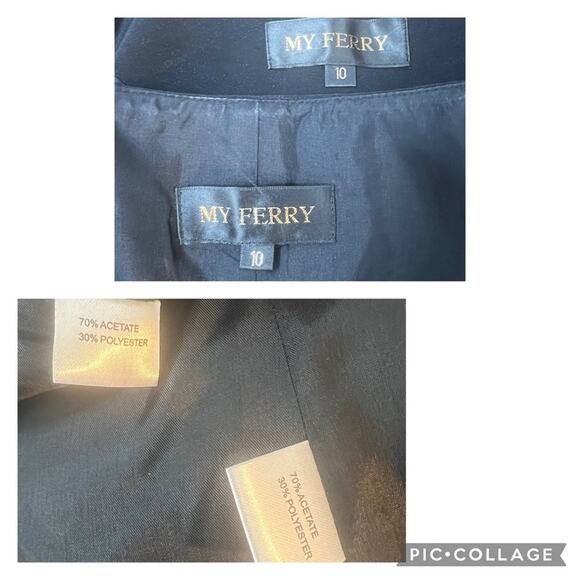 MY FERRY
10
MY FERRY
10
70% ACETATE
30% POLYESTER
70% ACETATE
30% POLYESTER
PIC•COLLAGE